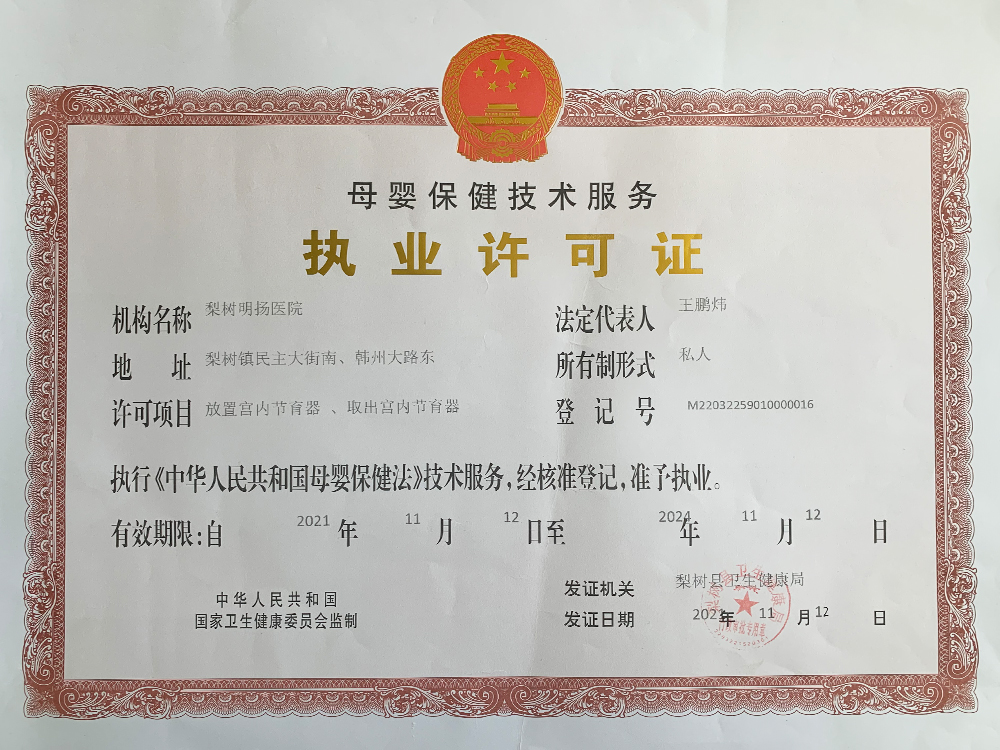 母婴保健技术服务
执业许可证
机构名称 梨树明扬医院 法定代表人 王鹏炜
地址 梨树镇民主大街南、韩州大路东 所有制形式 私人
许可项目 放置宫内节育器 、取出宫内节育器 登记号 M22032259010000016
执行《中华人民共和国母婴保健法》技术服务,经核准登记,准予执业。
有效期限:自 2021 年 11 月 12 日至 2024 年 11 月 12 日
发证机关 梨树县卫生健康局
中华人民共和国
国家卫生健康委员会监制
发证日期 年 11 月 12 日